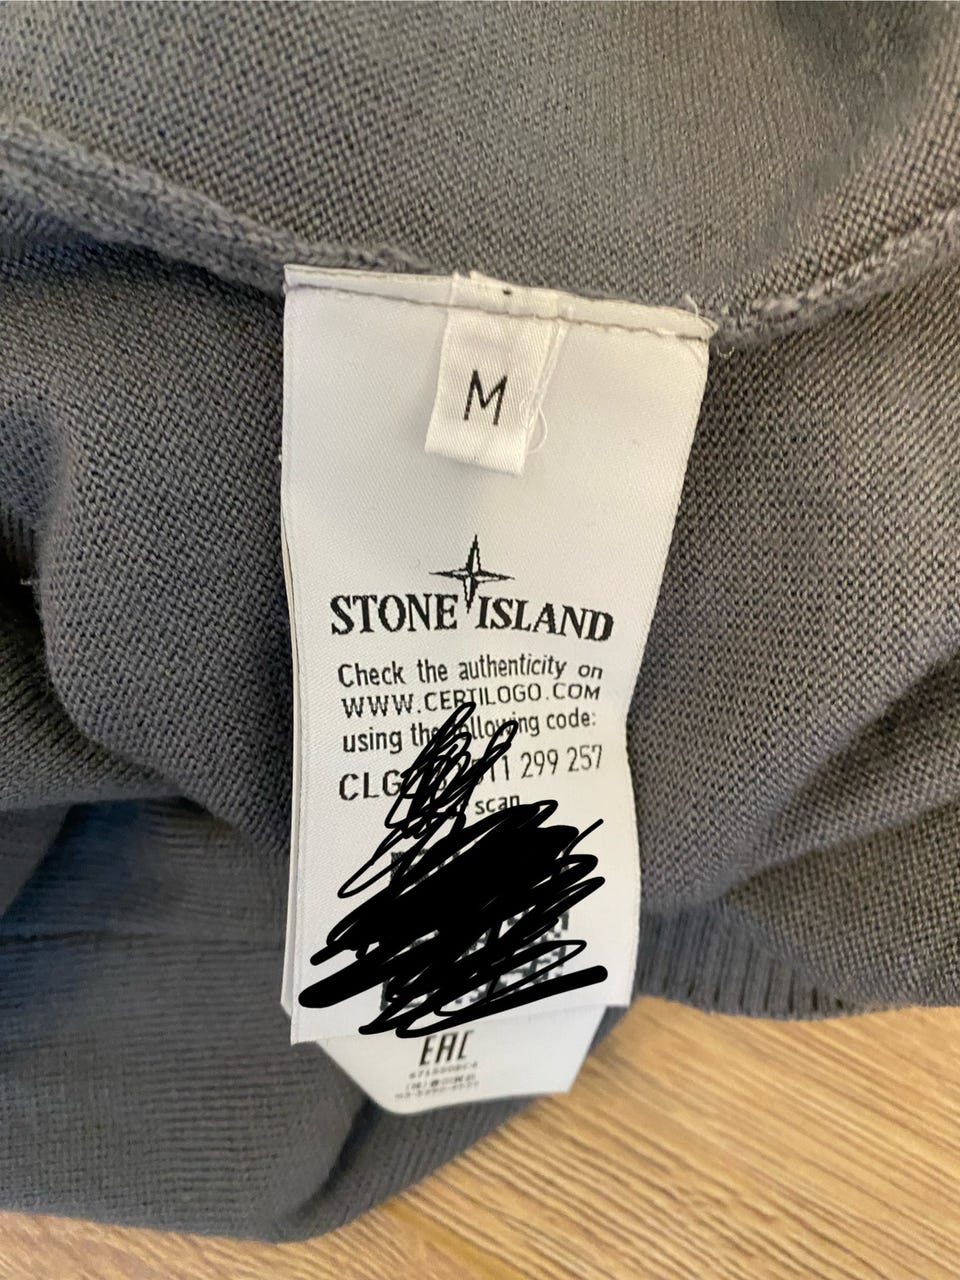 M
STONE ISLAND
Check the authenticity on
WWW.CERTILOGO.COM
using the following code:
CLG 299 257
scan
EAC